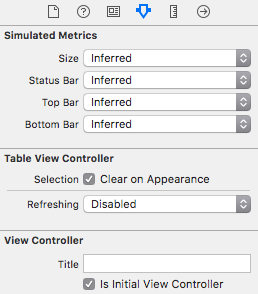 Simulated Metrics
Size Inferred
Status Bar Inferred
Top Bar Inferred
Bottom Bar Inferred
Table View Controller
Selection Clear on Appearance
Refreshing Disabled
View Controller
Title
Is Initial View Controller